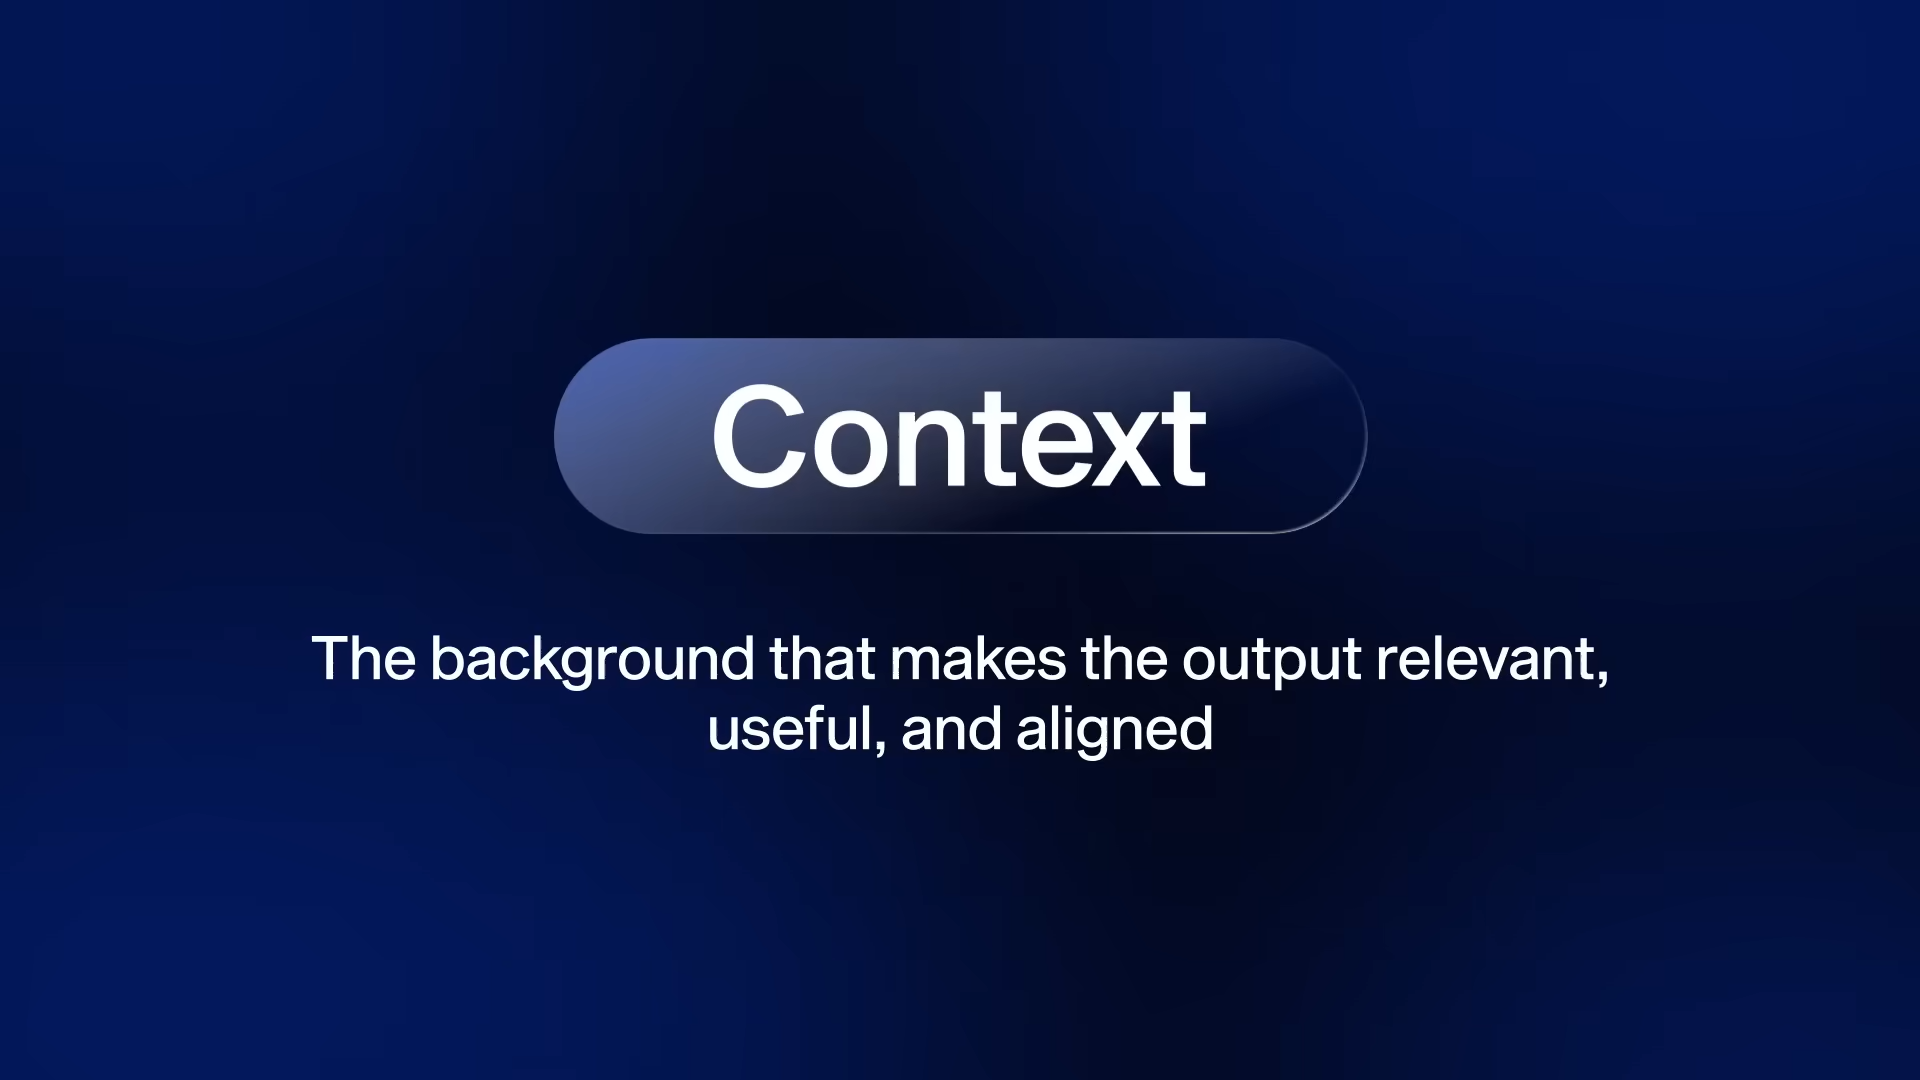 Context
The background that makes the output relevant,
useful, and aligned